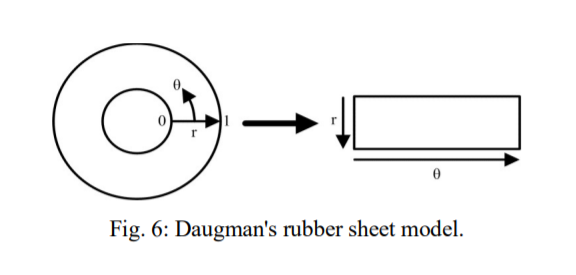 θ
0
1
r
r
θ
Fig. 6: Daugman's rubber sheet model.